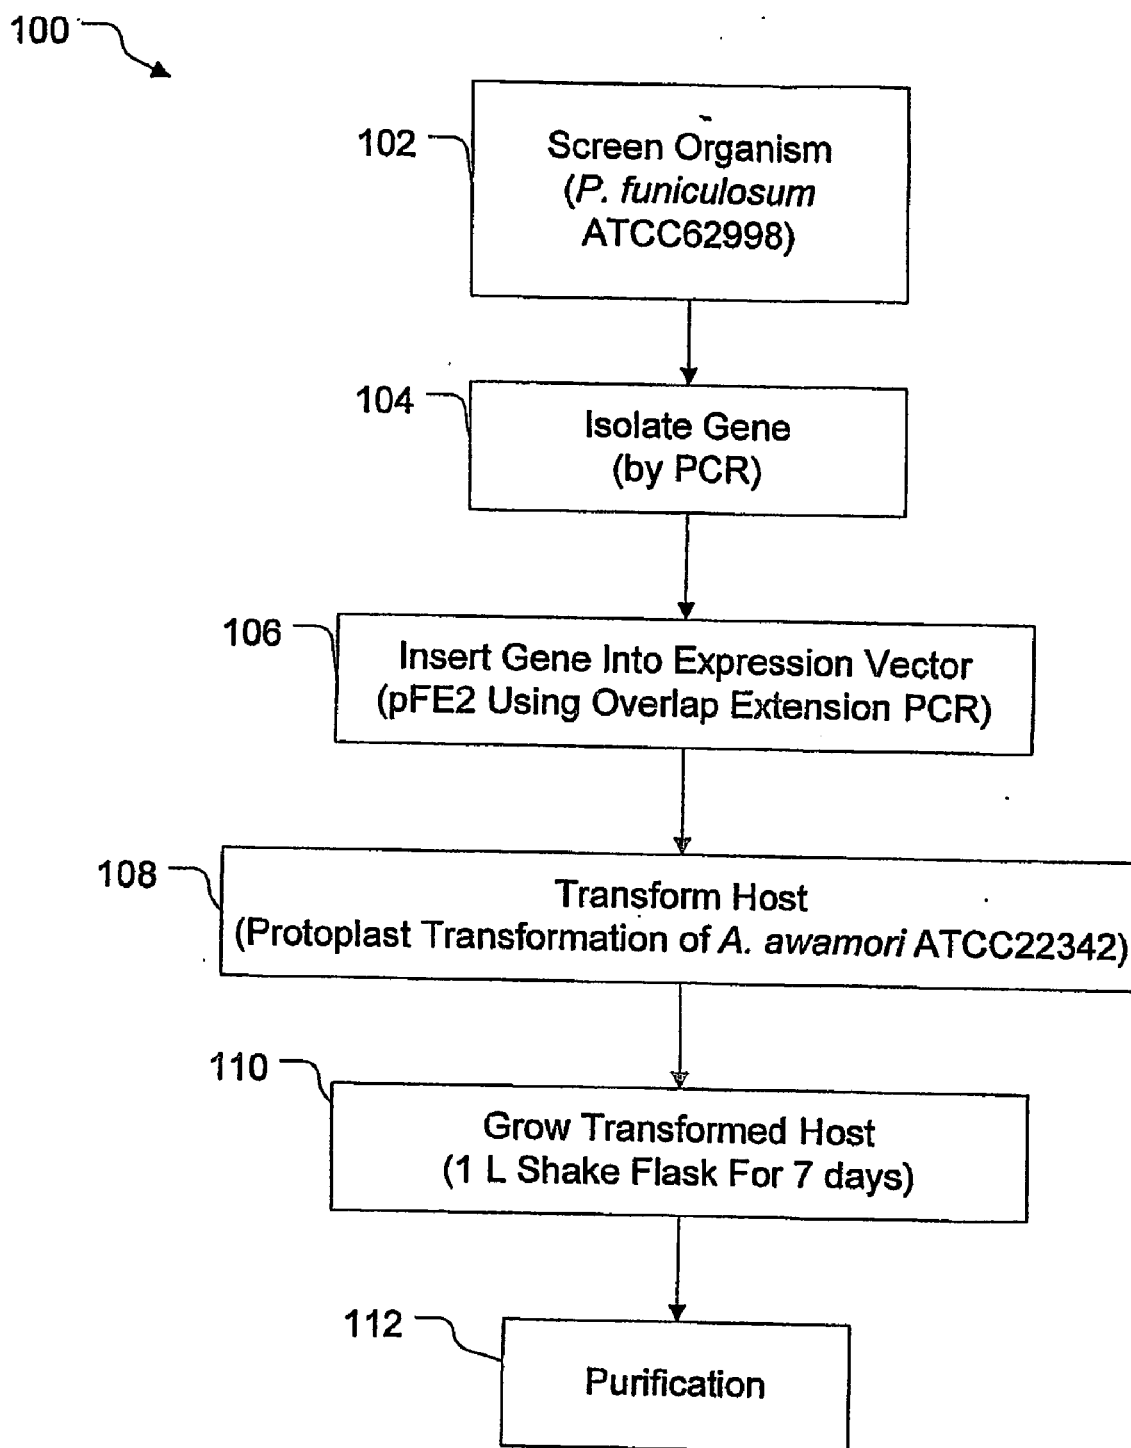 100
102
Screen Organism
(P. funiculosum
ATCC62998)
104
Isolate Gene
(by PCR)
106
Insert Gene Into Expression Vector
(pFE2 Using Overlap Extension PCR)
108
Transform Host
(Protoplast Transformation of A. awamori ATCC22342)
110
Grow Transformed Host
(1 L Shake Flask For 7 days)
112
Purification